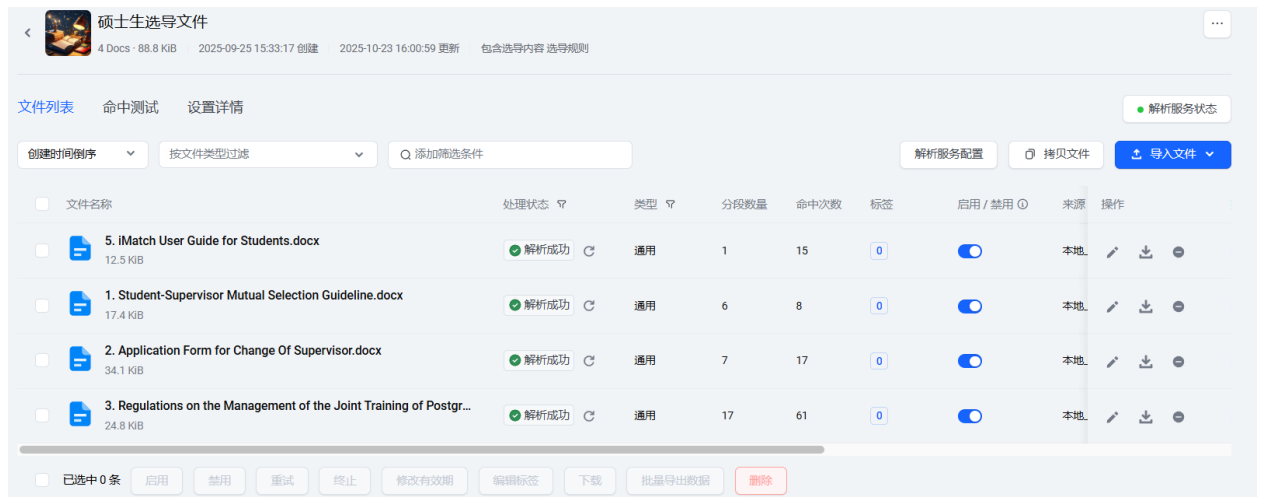 硕士生选导文件
4 Docs · 88.8 KiB 2025-09-25 15:33:17 创建 2025-10-23 16:00:59 更新 包含选导内容 选导规则
文件列表 命中测试 设置详情 解析服务状态
创建时间倒序 按文件类型过滤 添加筛选条件 解析服务配置 拷贝文件 导入文件
文件名称 处理状态 类型 分段数量 命中次数 标签 启用 / 禁用 来源 操作
5. iMatch User Guide for Students.docx
12.5 KiB
解析成功 通用 1 15 0 本地_
1. Student-Supervisor Mutual Selection Guideline.docx
17.4 KiB
解析成功 通用 6 8 0 本地_
2. Application Form for Change Of Supervisor.docx
34.1 KiB
解析成功 通用 7 17 0 本地_
3. Regulations on the Management of the Joint Training of Postgr...
24.8 KiB
解析成功 通用 17 61 0 本地_
已选中 0 条 启用 禁用 重试 终止 修改有效期 编辑标签 下载 批量导出数据 删除